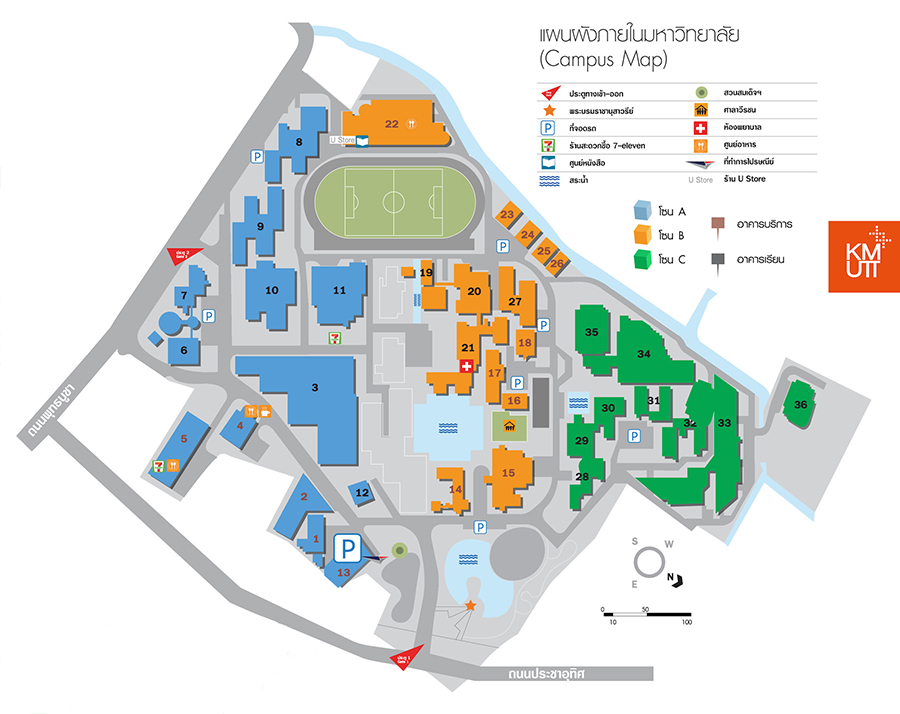 แผนผังภายในมหาวิทยาลัย
(Campus Map)
ประตูทางเข้า-ออก
สวนสมเด็จฯ
พระบรมราชานุสาวรีย์
ศาลาวีรชน
P
ที่จอดรถ
ห้องพยาบาล
ร้านสะดวกซื้อ 7-eleven
ศูนย์อาหาร
ศูนย์หนังสือ
ที่ทำการไปรษณีย์
สระน้ำ
U Store
ร้าน U Store
โซน A
อาคารบริการ
โซน B
โซน C
อาคารเรียน
KM
UTT
22
U Store
8
P
P
23
24
25
26
9
10
11
19
20
27
7
P
6
P
18
21
17
P
16
35
34
3
31
30
32
33
36
P
29
28
5
4
15
14
12
2
1
P
13
P
S
W
E
N
0
50
10
100
ถนนพุทธบูชา
ประตู 2
Gate 2
ประตู 1
Gate 1
ถนนประชาอุทิศ